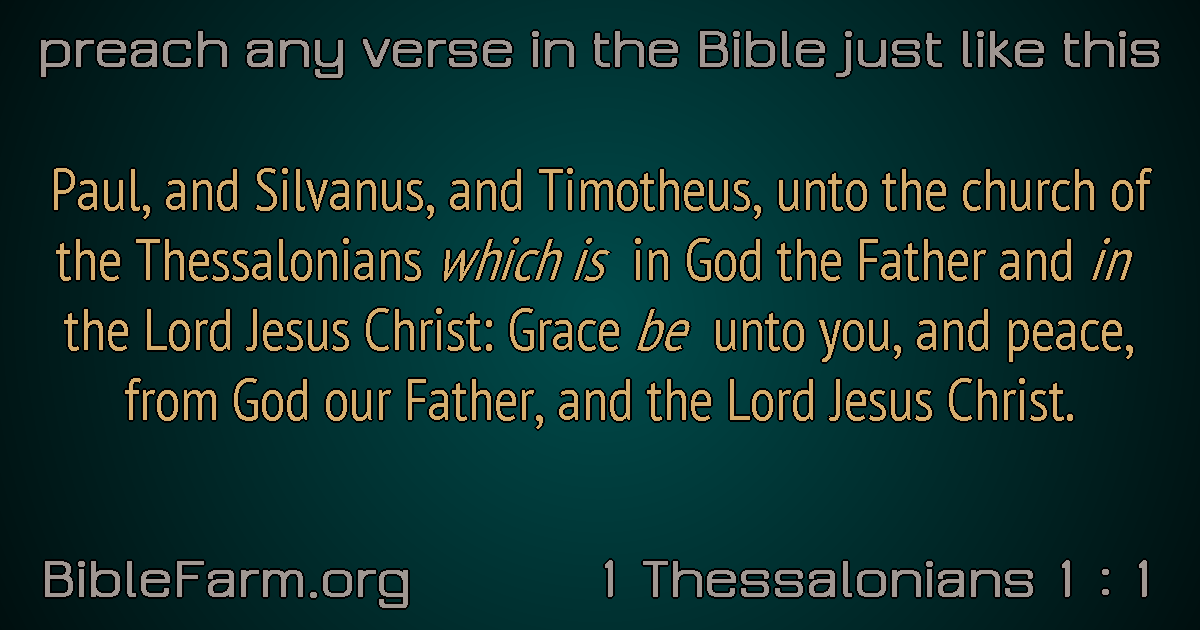 preach any verse in the Bible just like this
Paul, and Silvanus, and Timotheus, unto the church of
the Thessalonians which is in God the Father and in
the Lord Jesus Christ: Grace be unto you, and peace,
from God our Father, and the Lord Jesus Christ.
BibleFarm.org
1 Thessalonians 1 : 1